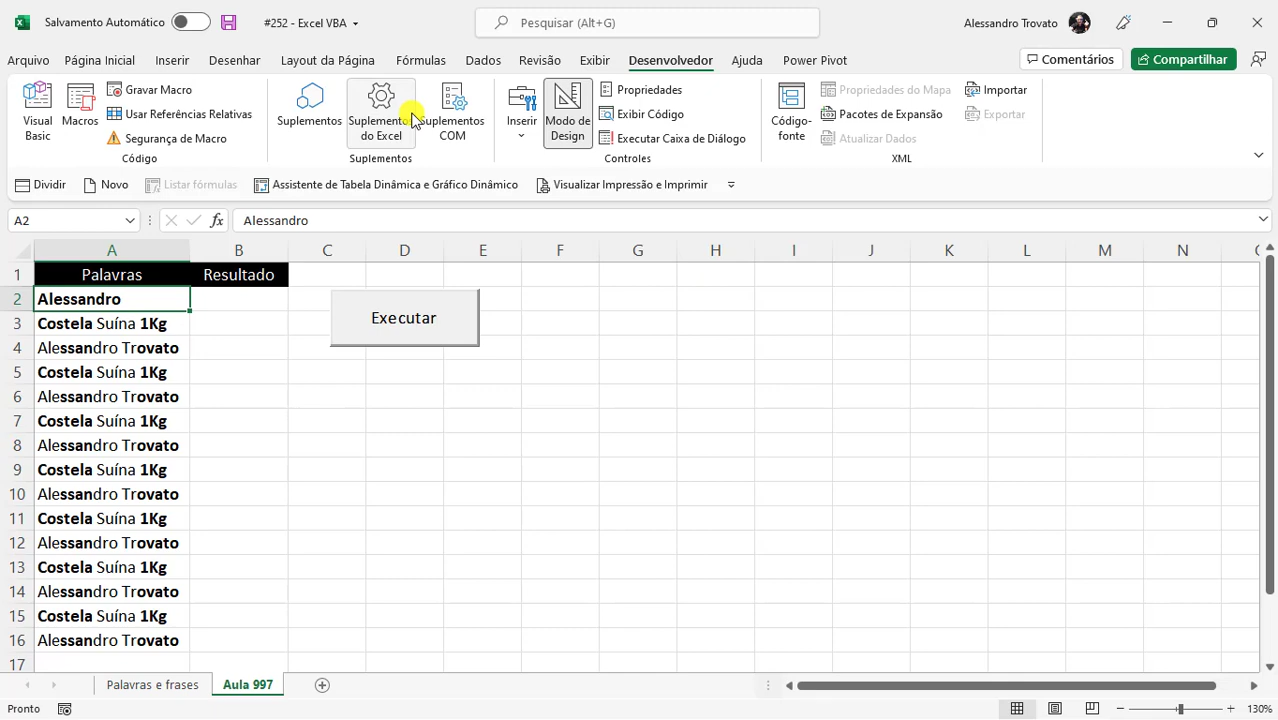 Salvamento Automático
#252 - Excel VBA
Pesquisar (Alt+G)
Alessandro Trovato
Arquivo Página Inicial Inserir Desenhar Layout da Página Fórmulas Dados Revisão Exibir Desenvolvedor Ajuda Power Pivot
Comentários
Compartilhar
Visual Basic
Macros
Gravar Macro
Usar Referências Relativas
Segurança de Macro
Código
Suplementos
Suplementos do Excel
Suplementos COM
Suplementos
Inserir
Modo de Design
Propriedades
Exibir Código
Executar Caixa de Diálogo
Controles
Código-fonte
Propriedades do Mapa
Pacotes de Expansão
Atualizar Dados
Importar
Exportar
XML
Dividir Novo Listar fórmulas Assistente de Tabela Dinâmica e Gráfico Dinâmico Visualizar Impressão e Imprimir
A2 fx Alessandro
A B C D E F G H I J K L M N
1 Palavras Resultado
2 Alessandro
Executar
3 Costela Suína 1Kg
4 Alessandro Trovato
5 Costela Suína 1Kg
6 Alessandro Trovato
7 Costela Suína 1Kg
8 Alessandro Trovato
9 Costela Suína 1Kg
10 Alessandro Trovato
11 Costela Suína 1Kg
12 Alessandro Trovato
13 Costela Suína 1Kg
14 Alessandro Trovato
15 Costela Suína 1Kg
16 Alessandro Trovato
17
Palavras e frases Aula 997
Pronto
130%